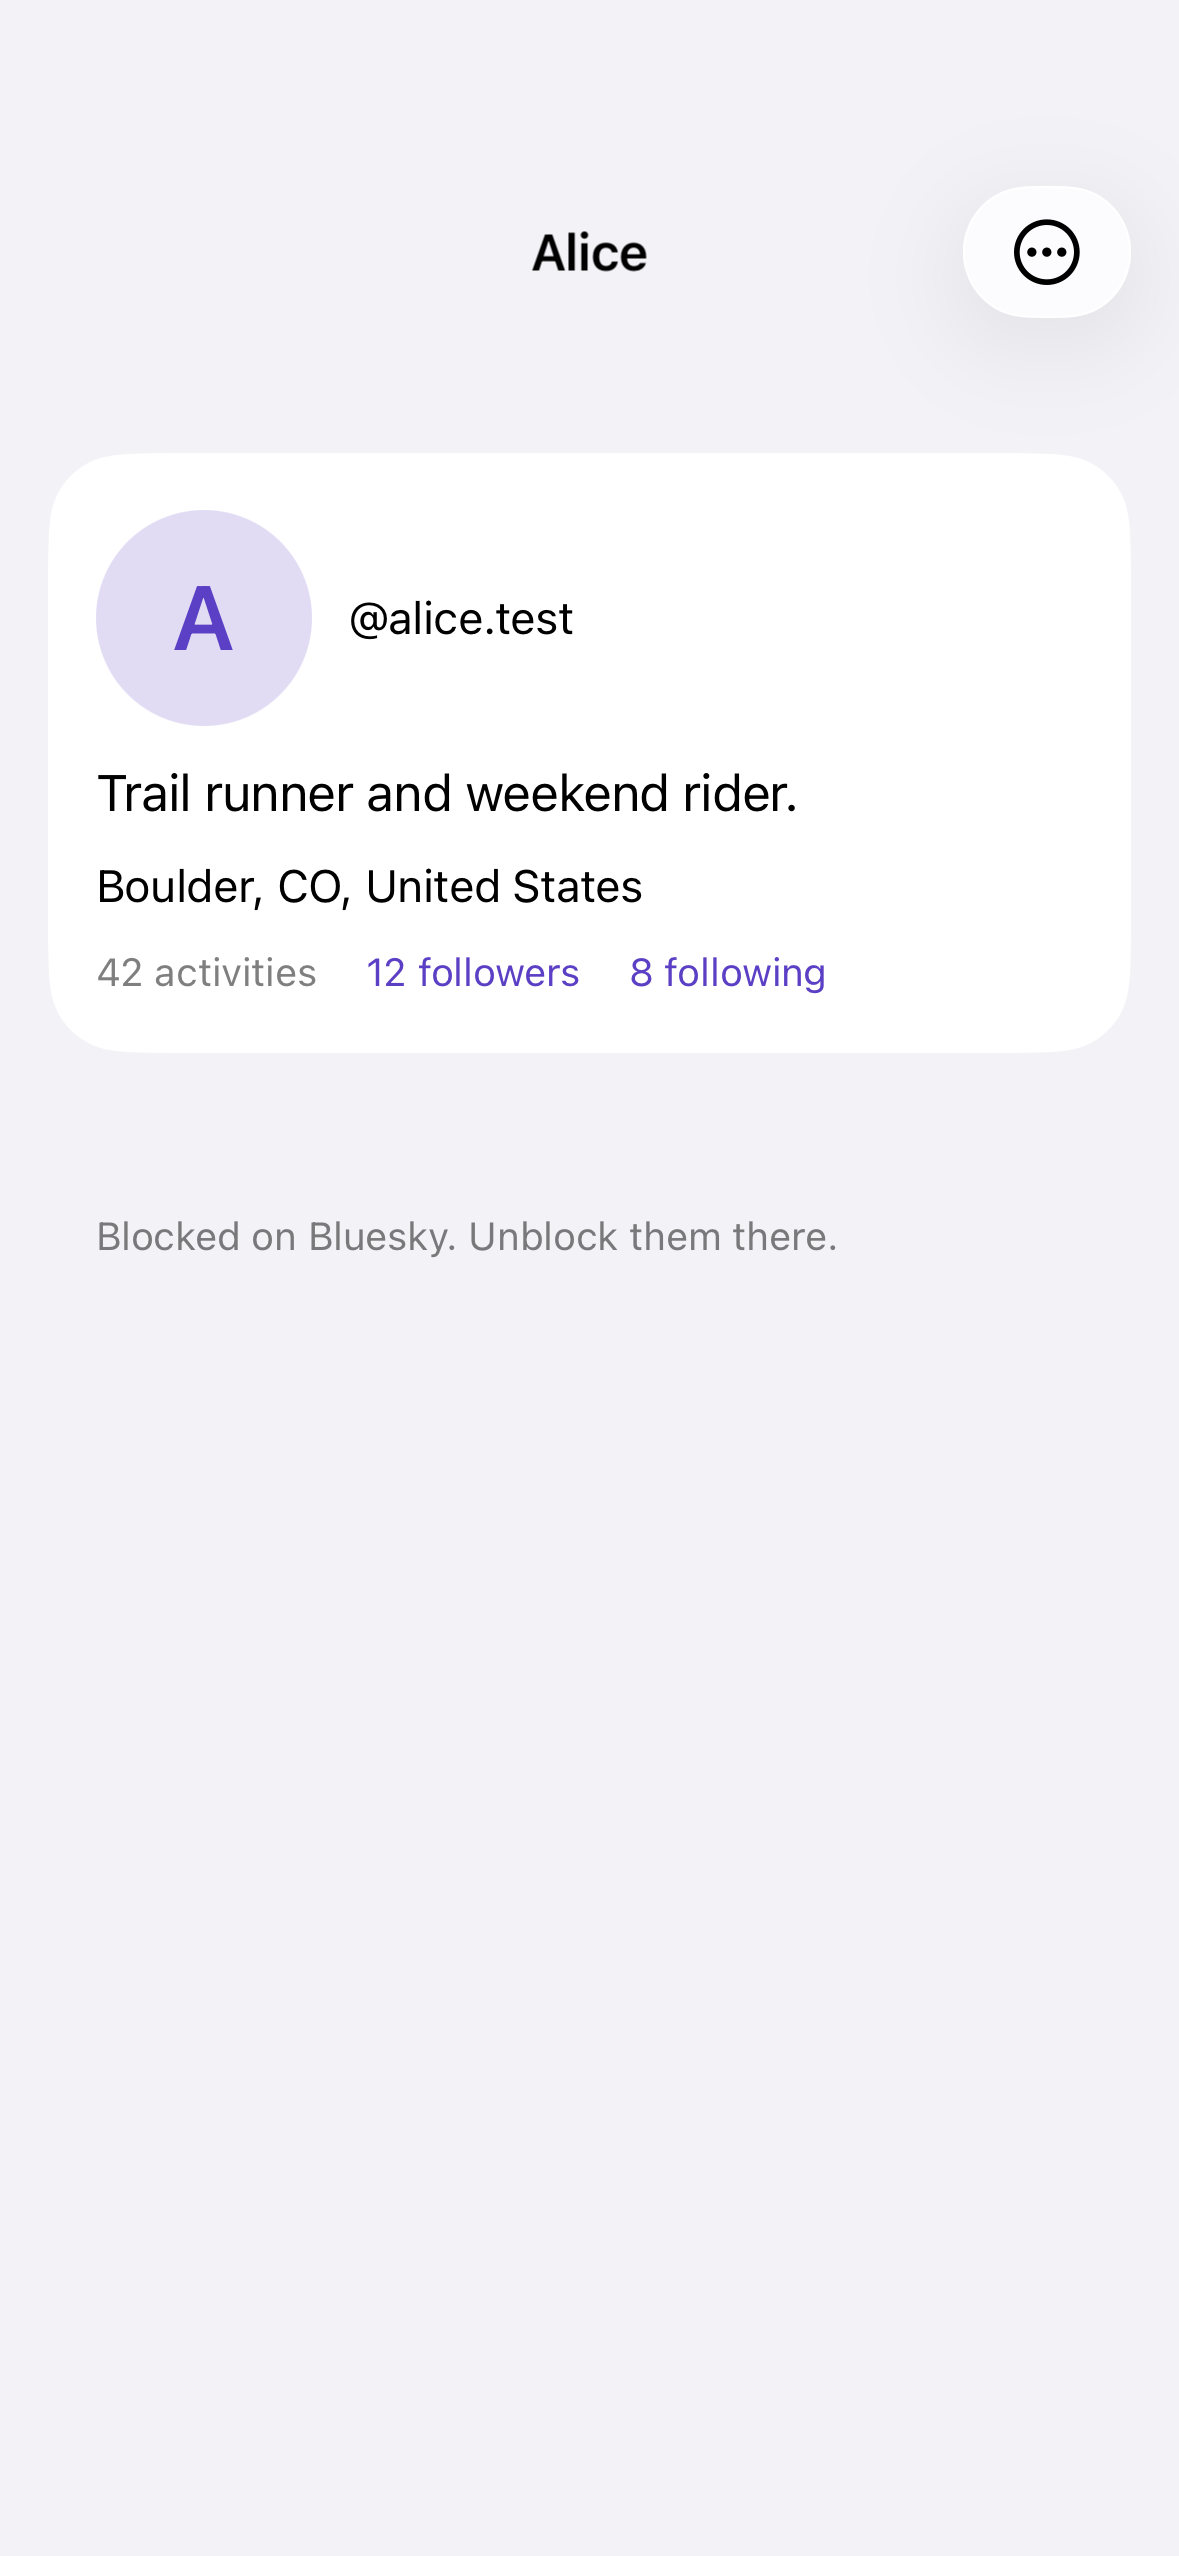 Alice
A
@alice.test
Trail runner and weekend rider.
Boulder, CO, United States
42 activities 12 followers 8 following
Blocked on Bluesky. Unblock them there.